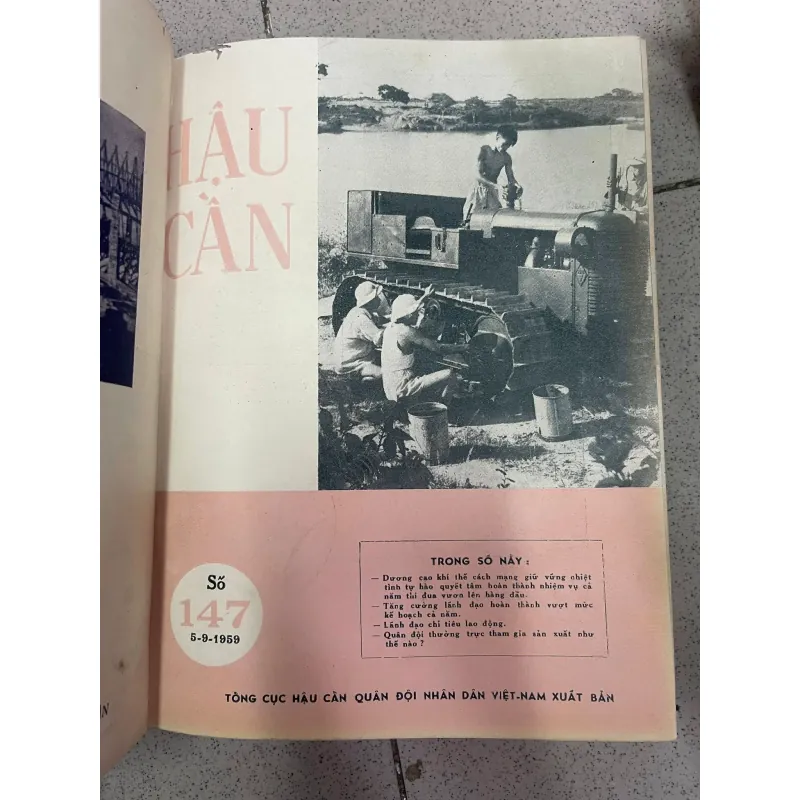 HẬU
CẦN
TRONG SỐ NÀY :
— Dương cao khí thế cách mạng giữ vững nhiệt
tình tự hào quyết tâm hoàn thành nhiệm vụ cả
năm thi đua vươn lên hàng đầu.
— Tăng cường lãnh đạo hoàn thành vượt mức
kế hoạch cả năm.
— Lãnh đạo chỉ tiêu lao động.
— Quân đội thường trực tham gia sản xuất như
thế nào ?
Số
147
5-9-1959
TỔNG CỤC HẬU CẦN QUÂN ĐỘI NHÂN DÂN VIỆT-NAM XUẤT BẢN